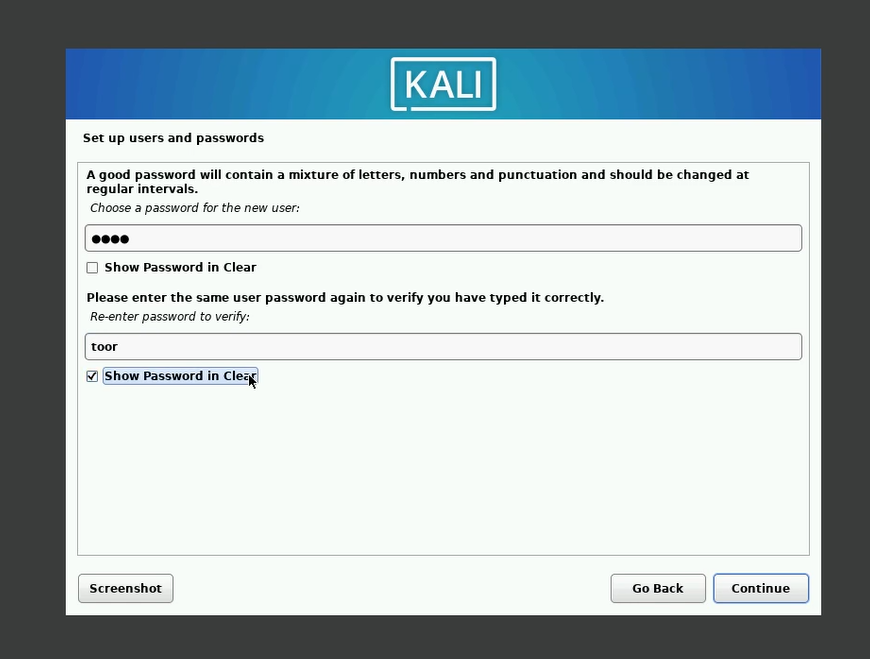 KALI
Set up users and passwords
A good password will contain a mixture of letters, numbers and punctuation and should be changed at
regular intervals.
Choose a password for the new user:
●●●●
Show Password in Clear
Please enter the same user password again to verify you have typed it correctly.
Re-enter password to verify:
toor
Show Password in Clear
Screenshot
Go Back
Continue